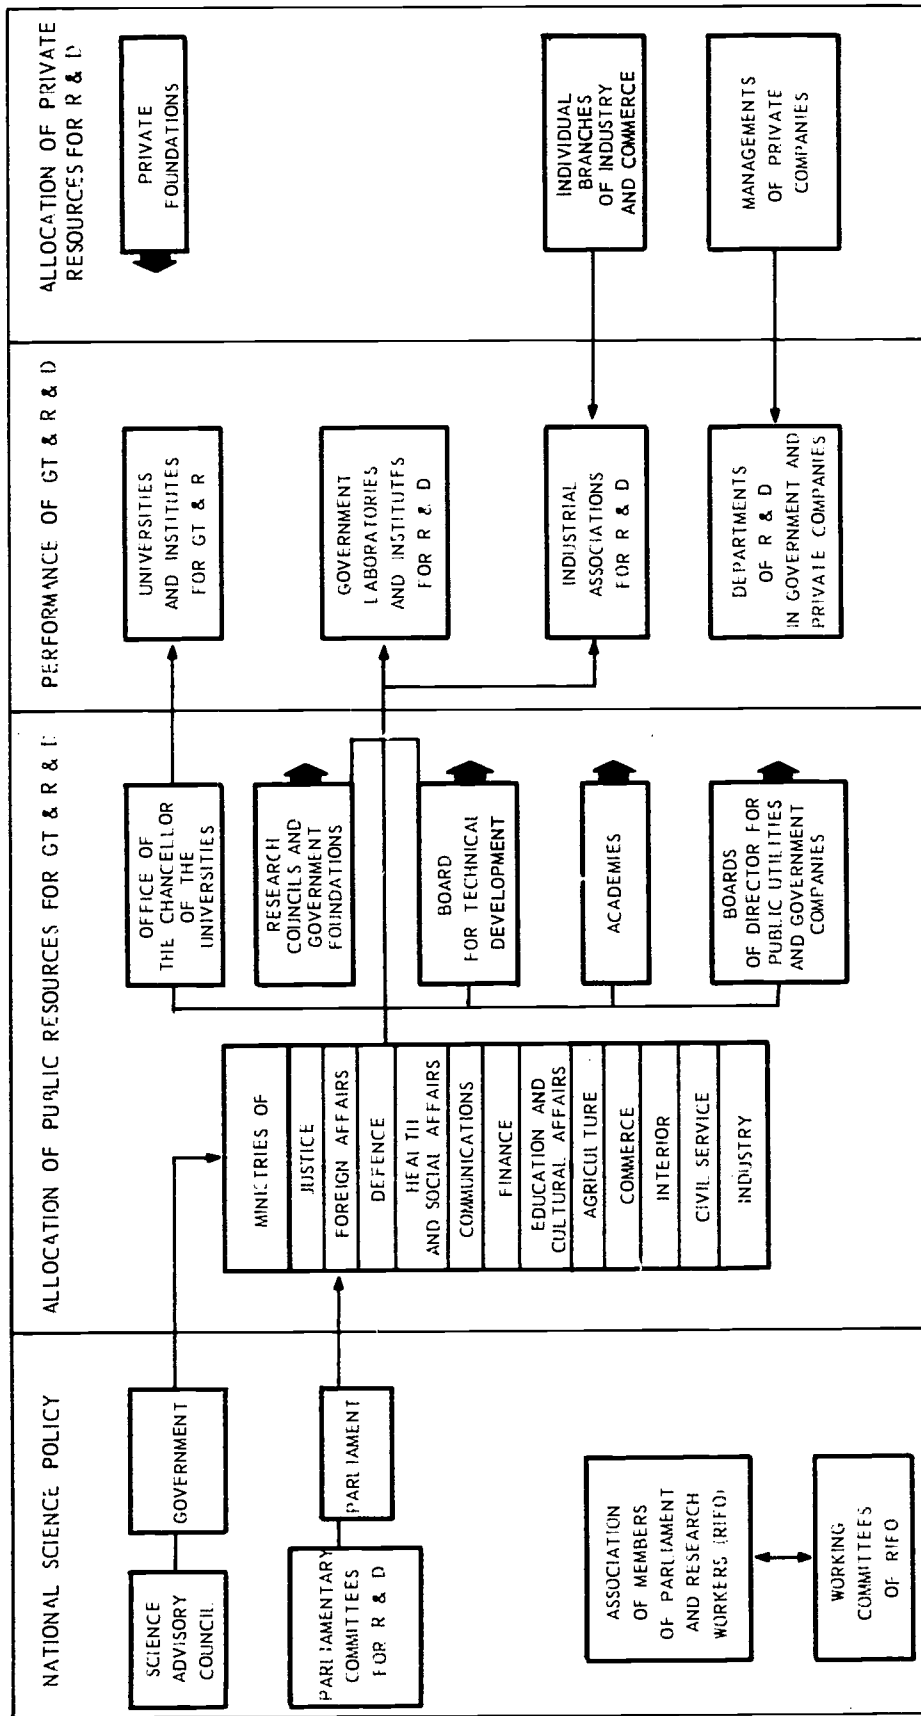 NATIONAL SCIENCE POLICY
SCIENCE
ADVISORY
COUNCIL
GOVERNMENT
PARLIAMENTARY
COMMITTEES
FOR R & D
PARLIAMENT
ASSOCIATION
OF MEMBERS
OF PARLIAMENT
AND RESEARCH
WORKERS (RIFO)
WORKING
COMMITTEES
OF RIFO
ALLOCATION OF PUBLIC RESOURCES FOR GT & R & D
MINISTRIES OF
JUSTICE
FOREIGN AFFAIRS
DEFENCE
HEALTH
AND SOCIAL AFFAIRS
COMMUNICATIONS
FINANCE
EDUCATION AND
CULTURAL AFFAIRS
AGRICULTURE
COMMERCE
INTERIOR
CIVIL SERVICE
INDUSTRY
OFFICE OF
THE CHANCELLOR
OF THE
UNIVERSITIES
RESEARCH
COUNCILS AND
GOVERNMENT
FOUNDATIONS
BOARD
FOR TECHNICAL
DEVELOPMENT
ACADEMIES
BOARDS
OF DIRECTOR FOR
PUBLIC UTILITIES
AND GOVERNMENT
COMPANIES
PERFORMANCE OF GT & R & D
UNIVERSITIES
AND INSTITUTES
FOR GT & R
GOVERNMENT
LABORATORIES
AND INSTITUTES
FOR R & D
INDUSTRIAL
ASSOCIATIONS
FOR R & D
DEPARTMENTS
OF R & D
IN GOVERNMENT AND
PRIVATE COMPANIES
ALLOCATION OF PRIVATE
RESOURCES FOR R & D
PRIVATE
FOUNDATIONS
INDIVIDUAL
BRANCHES
OF INDUSTRY
AND COMMERCE
MANAGEMENTS
OF PRIVATE
COMPANIES